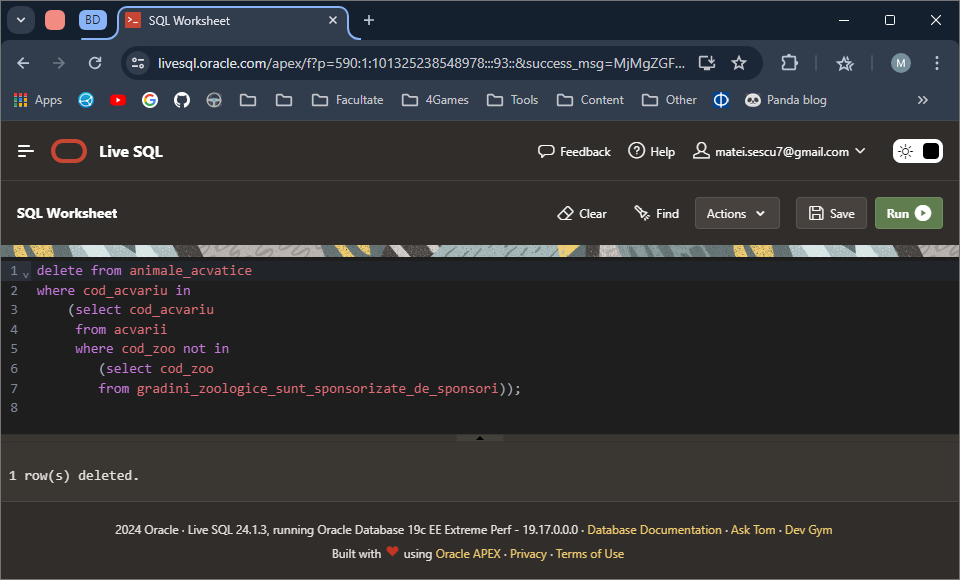 BD
SQL Worksheet
livesql.oracle.com/apex/f?p=590:1:101325238548978:::93::&success_msg=MjMgZGF...
M
Apps
Facultate
4Games
Tools
Content
Other
Panda blog
Live SQL
Feedback
Help
matei.sescu7@gmail.com
SQL Worksheet
Clear
Find
Actions
Save
Run
1 delete from animale_acvatice
2 where cod_acvariu in
3 (select cod_acvariu
4 from acvarii
5 where cod_zoo not in
6 (select cod_zoo
7 from gradini_zoologice_sunt_sponsorizate_de_sponsori));
8
1 row(s) deleted.
2024 Oracle · Live SQL 24.1.3, running Oracle Database 19c EE Extreme Perf - 19.17.0.0.0 · Database Documentation · Ask Tom · Dev Gym
Built with ❤ using Oracle APEX · Privacy · Terms of Use